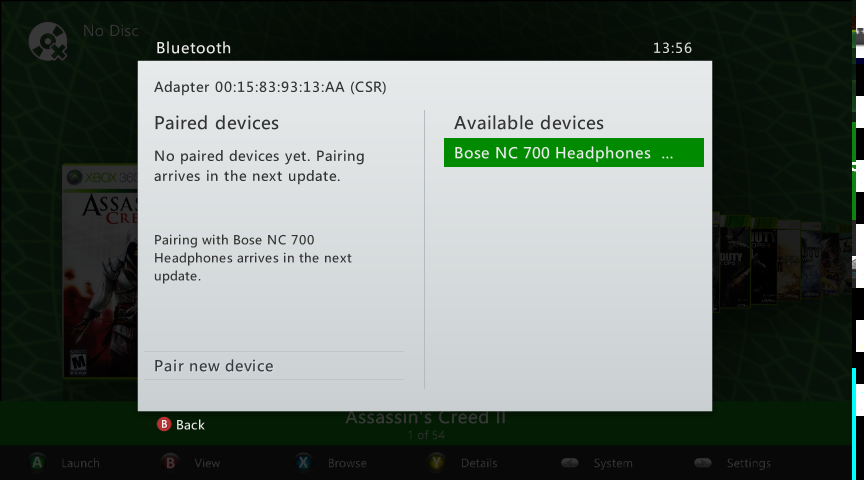 No Disc
Bluetooth
13:56
Adapter 00:15:83:93:13:AA (CSR)
Paired devices
No paired devices yet. Pairing
arrives in the next update.
Pairing with Bose NC 700
Headphones arrives in the next
update.
Pair new device
Available devices
Bose NC 700 Headphones ...
XBOX 360
B Back
Assassin's Creed II
1 of 54
A Launch
B View
X Browse
Y Details
System
Settings